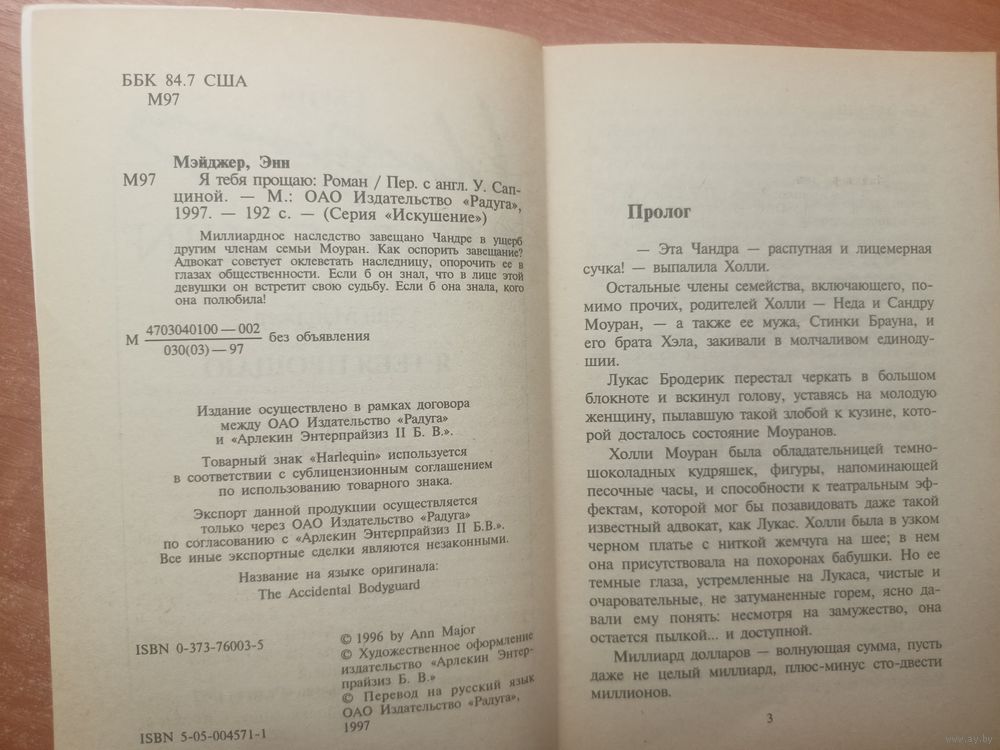 ББК 84.7 США
М97
Мэйджер, Энн
М97
Я тебя прощаю: Роман / Пер. с англ. У. Сап-
циной. — М.: ОАО Издательство «Радуга»,
1997. — 192 с. — (Серия «Искушение»)
Миллиардное наследство завещано Чандре в ущерб
другим членам семьи Моуран. Как оспорить завещание?
Адвокат советует оклеветать наследницу, опорочить ее в
глазах общественности. Если б он знал, что в лице этой
девушки он встретит свою судьбу. Если б она знала, кого
она полюбила!
М 4703040100—002
030(03)—97
без объявления
Издание осуществлено в рамках договора
между ОАО Издательство «Радуга»
и «Арлекин Энтерпрайзиз II Б. В.».
Товарный знак «Harlequin» используется
в соответствии с сублицензионным соглашением
по использованию товарного знака.
Экспорт данной продукции осуществляется
только через ОАО Издательство «Радуга»
по согласованию с «Арлекин Энтерпрайзиз II Б.В.».
Все иные экспортные сделки являются незаконными.
Название на языке оригинала:
The Accidental Bodyguard
ISBN 0-373-76003-5
© 1996 by Ann Major
© Художественное оформление
издательство «Арлекин Энтер-
прайзиз Б. В.»
© Перевод на русский язык
ОАО Издательство «Радуга»,
1997
ISBN 5-05-004571-1
Пролог
— Эта Чандра — распутная и лицемерная
сучка! — выпалила Холли.
Остальные члены семейства, включающего, по-
мимо прочих, родителей Холли — Неда и Сандру
Моуран, — а также ее мужа, Стинки Брауна, и
его брата Хэла, закивали в молчаливом единоду-
шии.
Лукас Бродерик перестал черкать в большом
блокноте и вскинул голову, уставясь на молодую
женщину, пылавшую такой злобой к кузине, кото-
рой досталось состояние Моуранов.
Холли Моуран была обладательницей темно-
шоколадных кудряшек, фигуры, напоминающей
песочные часы, и способности к театральным эф-
фектам, которой мог бы позавидовать даже такой
известный адвокат, как Лукас. Холли была в узком
черном платье с ниткой жемчуга на шее; в нем
она присутствовала на похоронах бабушки. Но ее
темные глаза, устремленные на Лукаса, чистые и
очаровательные, не затуманенные горем, ясно да-
вали ему понять: несмотря на замужество, она
остается пылкой... и доступной.
Миллиард долларов — волнующая сумма, пусть
даже не целый миллиард, плюс-минус сто-двести
миллионов.
3
www.ay.by